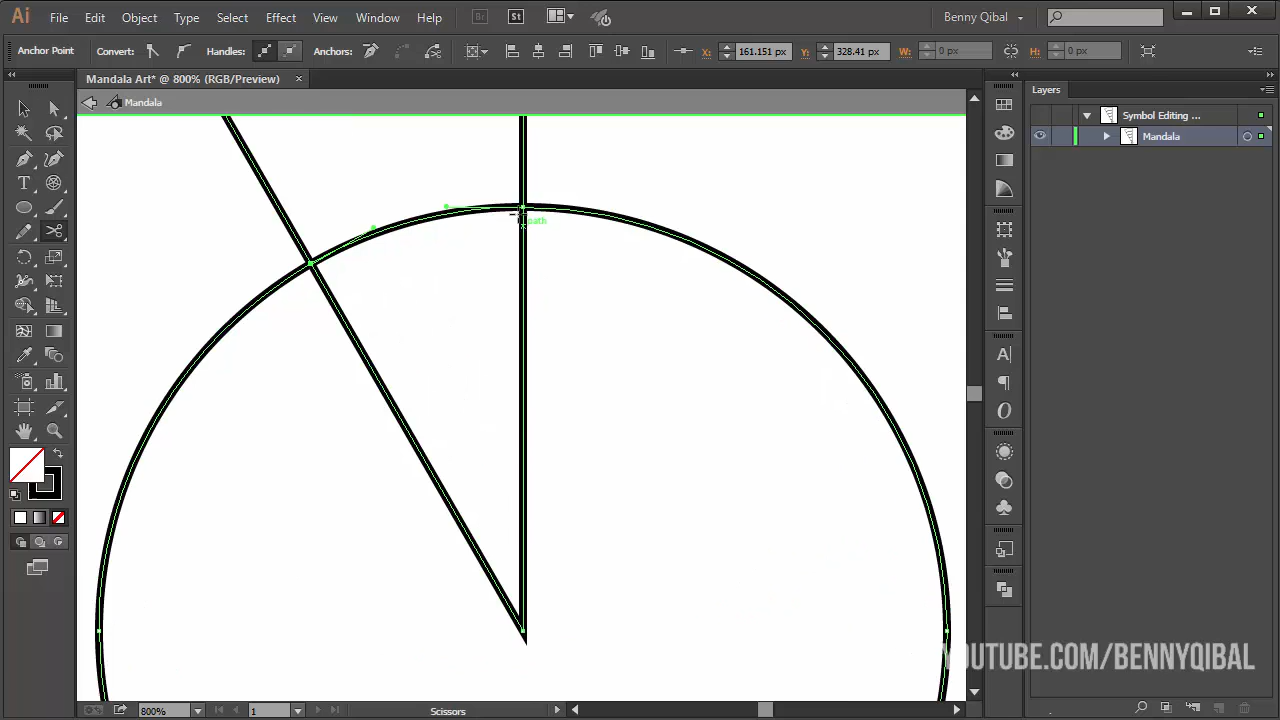 Ai File Edit Object Type Select Effect View Window Help Br St Benny Qibal
Anchor Point Convert: Handles: Anchors: X: 161.151 px Y: 328.41 px W: 0 px H: 0 px
Mandala Art* @ 800% (RGB/Preview) ×
Layers
Mandala
Symbol Editing ...
Mandala
path
YOUTUBE.COM/BENNYQIBAL
800% 1 Scissors